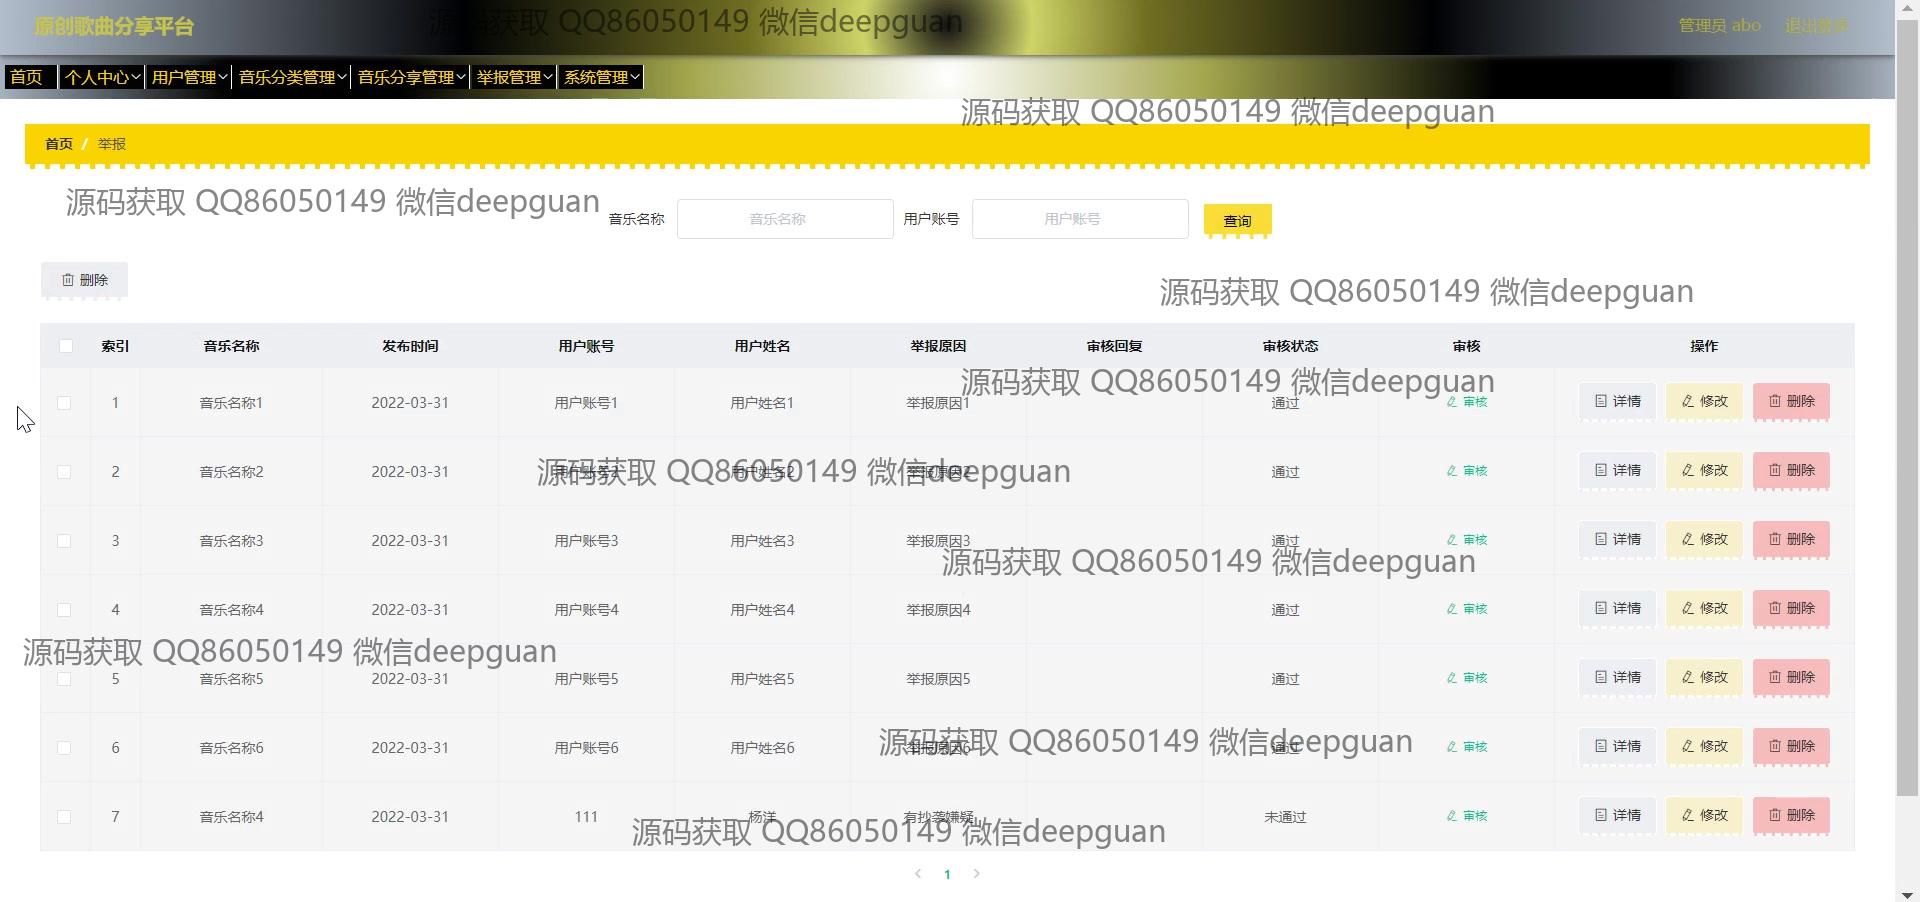 原创歌曲分享平台
源码获取 QQ86050149 微信deepguan
管理员 abo 退出登录
首页 个人中心 用户管理 音乐分类管理 音乐分享管理 举报管理 系统管理
源码获取 QQ86050149 微信deepguan
首页 / 举报
源码获取 QQ86050149 微信deepguan
音乐名称 音乐名称 用户账号 用户账号 查询
删除
源码获取 QQ86050149 微信deepguan
索引 音乐名称 发布时间 用户账号 用户姓名 举报原因 审核回复 审核状态 审核 操作
源码获取 QQ86050149 微信deepguan
1 音乐名称1 2022-03-31 用户账号1 用户姓名1 举报原因1 通过 审核 详情 修改 删除
2 音乐名称2 2022-03-31 用户账号2 用户姓名2 举报原因2 通过 审核 详情 修改 删除
源码获取 QQ86050149 微信deepguan
3 音乐名称3 2022-03-31 用户账号3 用户姓名3 举报原因3 通过 审核 详情 修改 删除
源码获取 QQ86050149 微信deepguan
4 音乐名称4 2022-03-31 用户账号4 用户姓名4 举报原因4 通过 审核 详情 修改 删除
源码获取 QQ86050149 微信deepguan
5 音乐名称5 2022-03-31 用户账号5 用户姓名5 举报原因5 通过 审核 详情 修改 删除
6 音乐名称6 2022-03-31 用户账号6 用户姓名6 举报原因6 通过 审核 详情 修改 删除
源码获取 QQ86050149 微信deepguan
7 音乐名称4 2022-03-31 111 杨洋 有抄袭嫌疑 未通过 审核 详情 修改 删除
源码获取 QQ86050149 微信deepguan
1